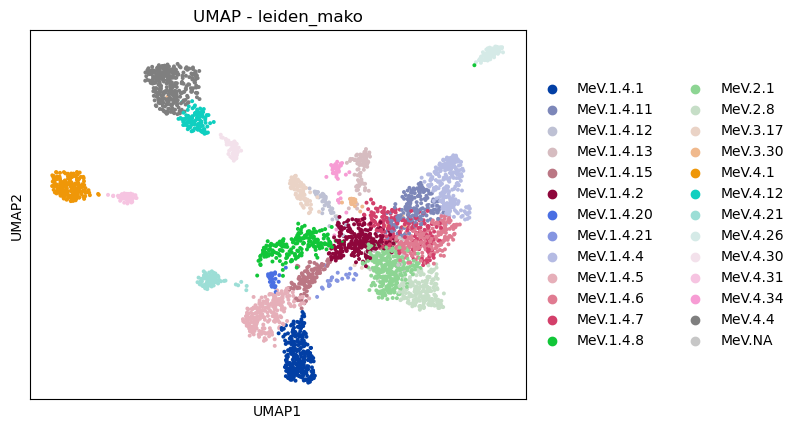 UMAP - leiden_mako
UMAP2
UMAP1
MeV.1.4.1
MeV.1.4.11
MeV.1.4.12
MeV.1.4.13
MeV.1.4.15
MeV.1.4.2
MeV.1.4.20
MeV.1.4.21
MeV.1.4.4
MeV.1.4.5
MeV.1.4.6
MeV.1.4.7
MeV.1.4.8
MeV.2.1
MeV.2.8
MeV.3.17
MeV.3.30
MeV.4.1
MeV.4.12
MeV.4.21
MeV.4.26
MeV.4.30
MeV.4.31
MeV.4.34
MeV.4.4
MeV.NA